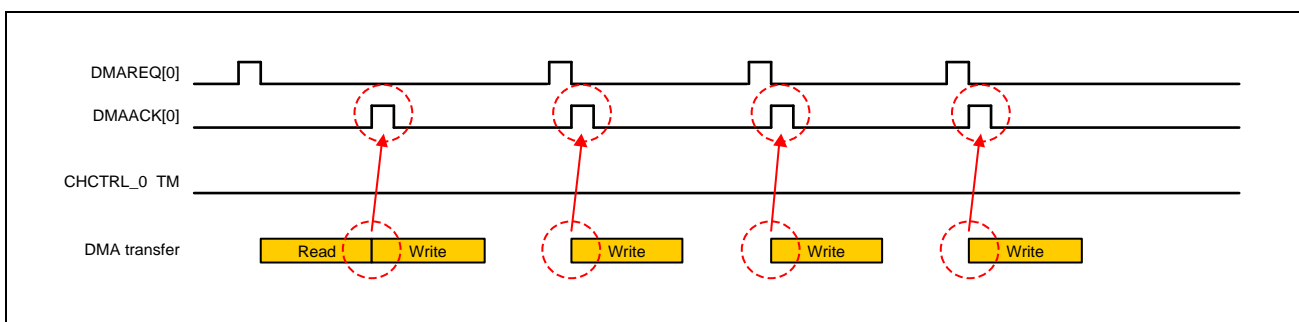 DMAREQ[0]
DMAACK[0]
CHCTRL_0 TM
DMA transfer Read Write Write Write Write